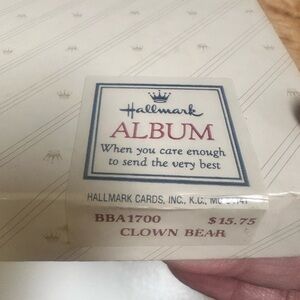 Hallmark
ALBUM
When you care enough
to send the very best
HALLMARK CARDS, INC., K.C., MO
BBA1700 $15.75
CLOWN BEAR